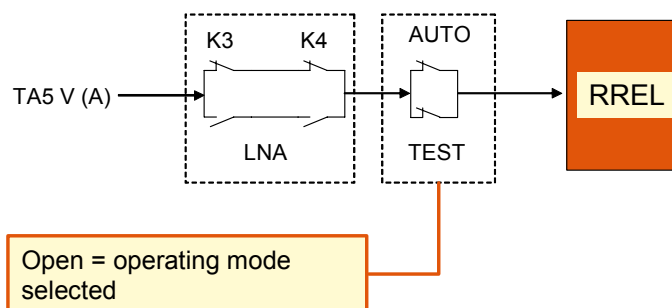 K3 K4 AUTO
TA5 V (A) RREL
LNA TEST
Open = operating mode
selected